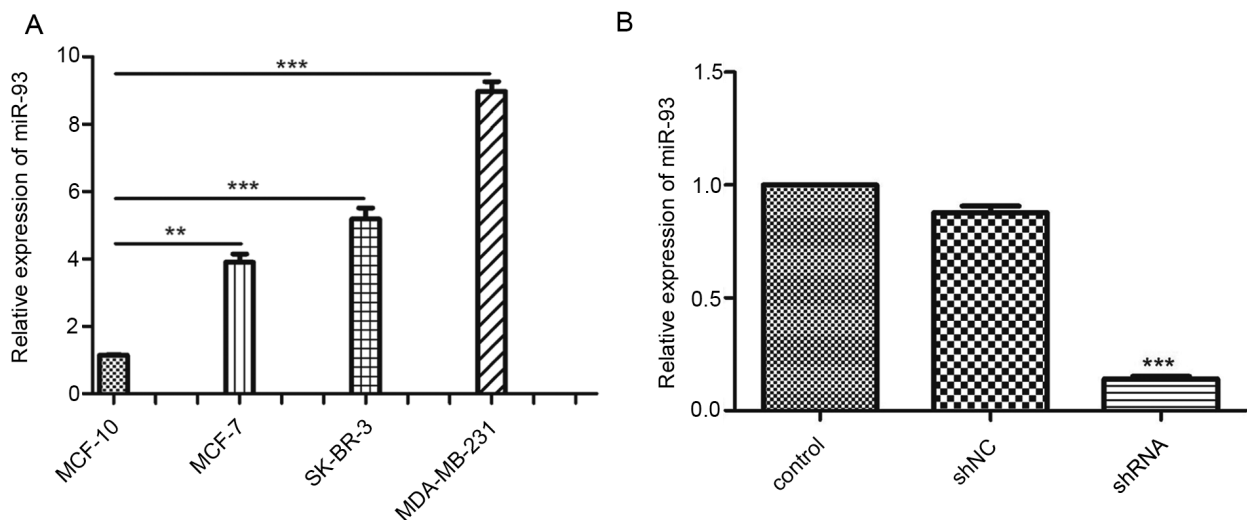 A
Relative expression of miR-93
10
8
6
4
2
0
***
***
**
MCF-10
MCF-7
SK-BR-3
MDA-MB-231
B
Relative expression of miR-93
1.5
1.0
0.5
0.0
***
control
shNC
shRNA